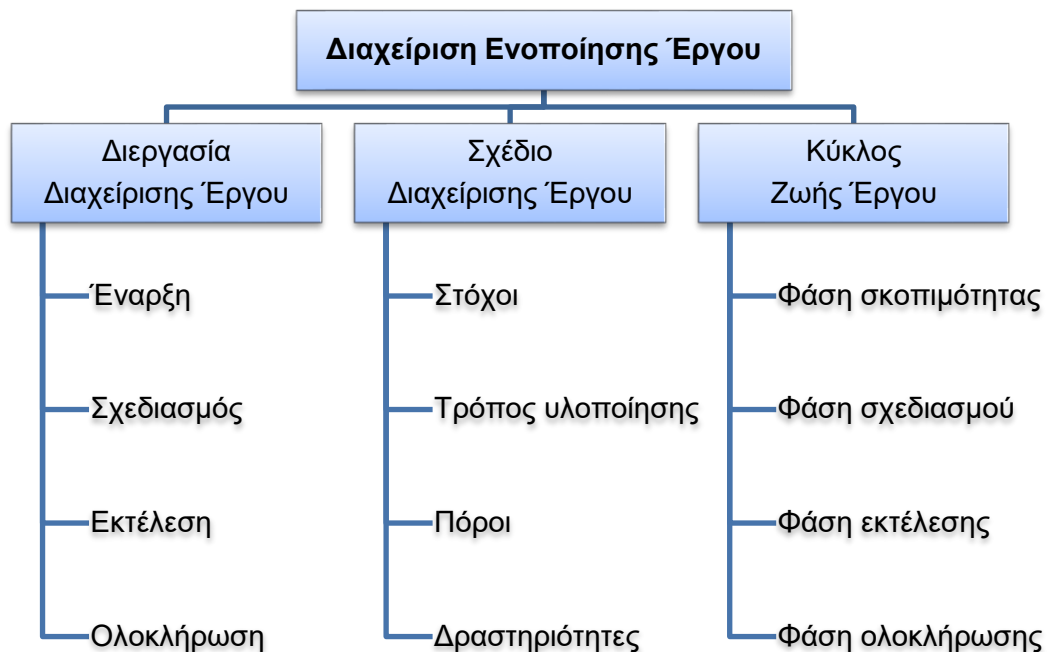 Διαχείριση Ενοποίησης Έργου
Διεργασία
Διαχείρισης Έργου
Έναρξη
Σχεδιασμός
Εκτέλεση
Ολοκλήρωση
Σχέδιο
Διαχείρισης Έργου
Στόχοι
Τρόπος υλοποίησης
Πόροι
Δραστηριότητες
Κύκλος
Ζωής Έργου
Φάση σκοπιμότητας
Φάση σχεδιασμού
Φάση εκτέλεσης
Φάση ολοκλήρωσης